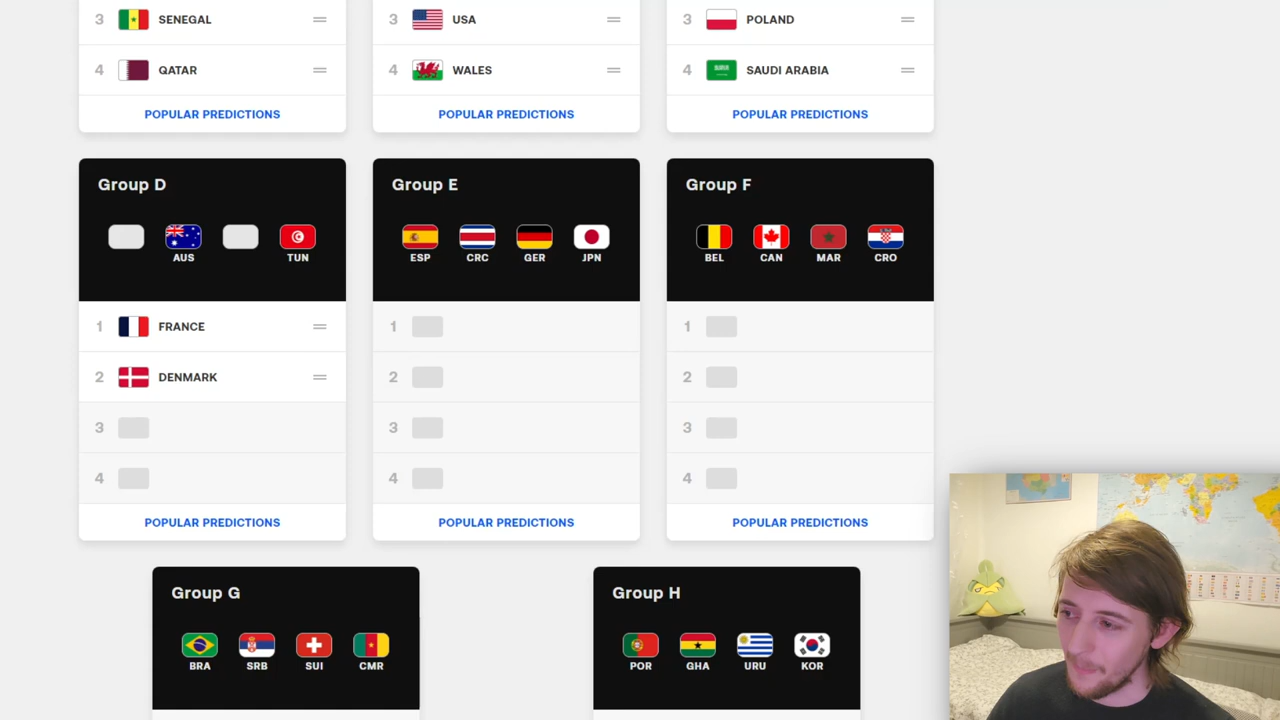 3 SENEGAL
4 QATAR
POPULAR PREDICTIONS
3 USA
4 WALES
POPULAR PREDICTIONS
3 POLAND
4 SAUDI ARABIA
POPULAR PREDICTIONS
Group D
AUS TUN
1 FRANCE
2 DENMARK
3
4
POPULAR PREDICTIONS
Group E
ESP CRC GER JPN
1
2
3
4
POPULAR PREDICTIONS
Group F
BEL CAN MAR CRO
1
2
3
4
POPULAR PREDICTIONS
Group G
BRA SRB SUI CMR
Group H
POR GHA URU KOR